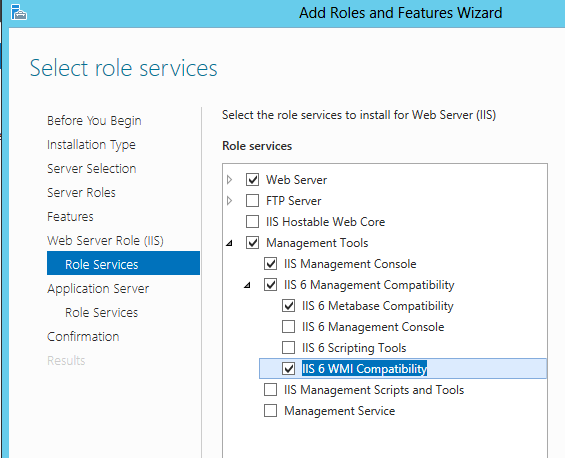 Add Roles and Features Wizard
Select role services
Before You Begin
Installation Type
Server Selection
Server Roles
Features
Web Server Role (IIS)
Role Services
Application Server
Role Services
Confirmation
Results
Select the role services to install for Web Server (IIS)
Role services
Web Server
FTP Server
IIS Hostable Web Core
Management Tools
IIS Management Console
IIS 6 Management Compatibility
IIS 6 Metabase Compatibility
IIS 6 Management Console
IIS 6 Scripting Tools
IIS 6 WMI Compatibility
IIS Management Scripts and Tools
Management Service